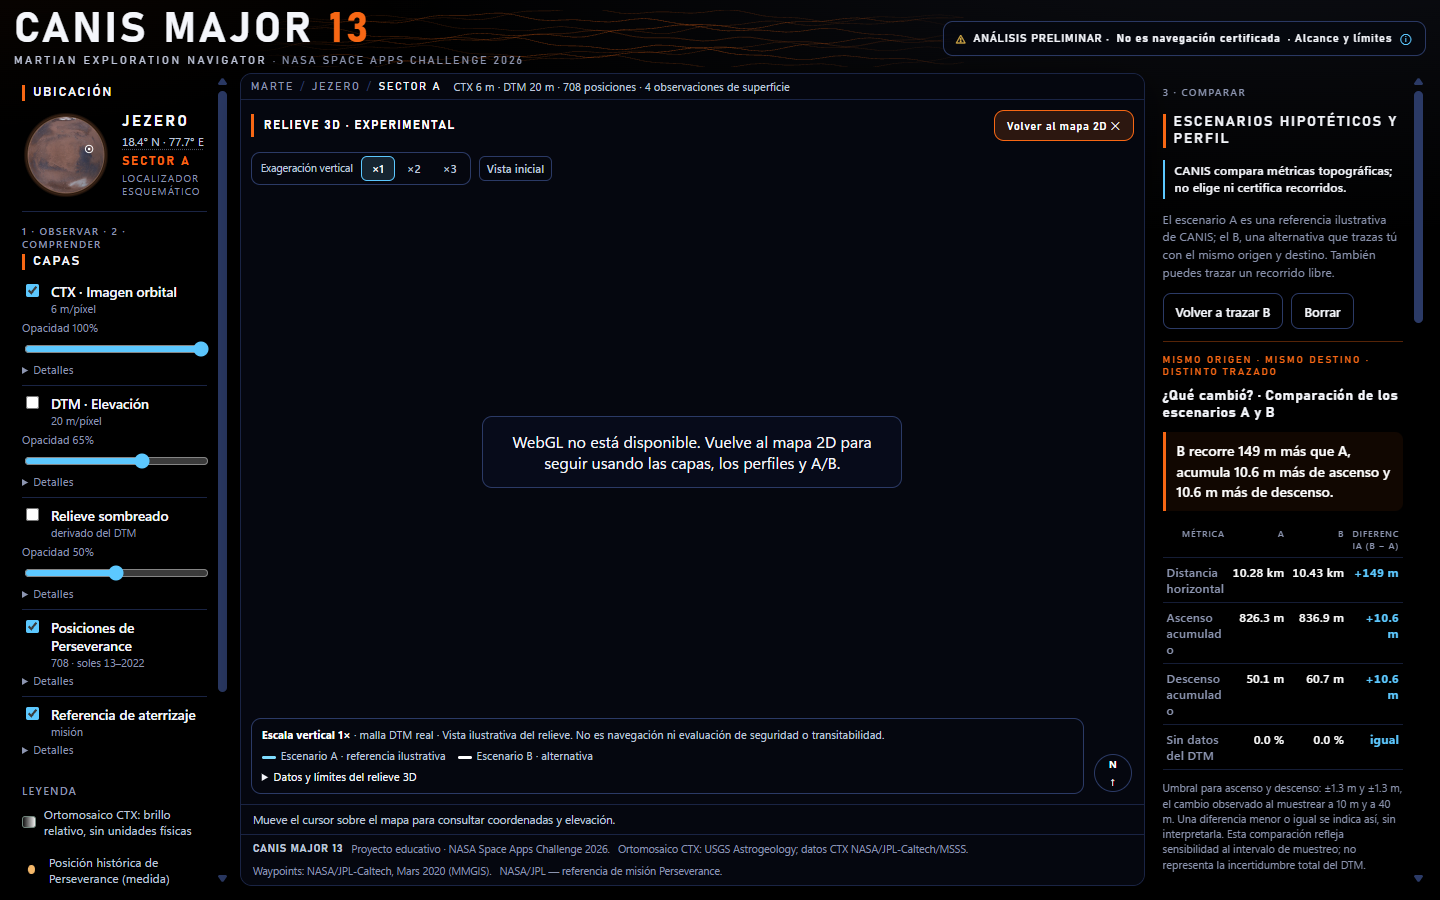 CANIS MAJOR 13
MARTIAN EXPLORATION NAVIGATOR · NASA SPACE APPS CHALLENGE 2026
⚠ ANÁLISIS PRELIMINAR · No es navegación certificada · Alcance y límites ⓘ
UBICACIÓN
JEZERO
18.4° N · 77.7° E
SECTOR A
LOCALIZADOR
ESQUEMÁTICO
1 · OBSERVAR · 2 ·
COMPRENDER
CAPAS
CTX · Imagen orbital
6 m/píxel
Opacidad 100%
▶ Detalles
DTM · Elevación
20 m/píxel
Opacidad 65%
▶ Detalles
Relieve sombreado
derivado del DTM
Opacidad 50%
▶ Detalles
Posiciones de
Perseverance
708 · soles 13–2022
▶ Detalles
Referencia de aterrizaje
misión
▶ Detalles
LEYENDA
Ortomosaico CTX: brillo
relativo, sin unidades físicas
Posición histórica de
Perseverance (medida)
MARTE / JEZERO / SECTOR A CTX 6 m · DTM 20 m · 708 posiciones · 4 observaciones de superficie
RELIEVE 3D · EXPERIMENTAL
Volver al mapa 2D ✕
Exageración vertical ×1 ×2 ×3 Vista inicial
WebGL no está disponible. Vuelve al mapa 2D para
seguir usando las capas, los perfiles y A/B.
Escala vertical 1× · malla DTM real · Vista ilustrativa del relieve. No es navegación ni evaluación de seguridad o transitabilidad.
Escenario A · referencia ilustrativa Escenario B · alternativa
▶ Datos y límites del relieve 3D
N
↑
Mueve el cursor sobre el mapa para consultar coordenadas y elevación.
CANIS MAJOR 13 Proyecto educativo · NASA Space Apps Challenge 2026. Ortomosaico CTX: USGS Astrogeology; datos CTX NASA/JPL-Caltech/MSSS.
Waypoints: NASA/JPL-Caltech, Mars 2020 (MMGIS). NASA/JPL — referencia de misión Perseverance.
3 · COMPARAR
ESCENARIOS HIPOTÉTICOS Y
PERFIL
CANIS compara métricas topográficas;
no elige ni certifica recorridos.
El escenario A es una referencia ilustrativa
de CANIS; el B, una alternativa que trazas tú
con el mismo origen y destino. También
puedes trazar un recorrido libre.
Volver a trazar B Borrar
MISMO ORIGEN · MISMO DESTINO ·
DISTINTO TRAZADO
¿Qué cambió? · Comparación de los
escenarios A y B
B recorre 149 m más que A,
acumula 10.6 m más de ascenso y
10.6 m más de descenso.
MÉTRICA A B DIFERENC
IA (B − A)
Distancia 10.28 km 10.43 km +149 m
horizontal
Ascenso 826.3 m 836.9 m +10.6
acumulad m
o
Descenso 50.1 m 60.7 m +10.6
acumulad m
o
Sin datos 0.0 % 0.0 % igual
del DTM
Umbral para ascenso y descenso: ±1.3 m y ±1.3 m,
el cambio observado al muestrear a 10 m y a 40
m. Una diferencia menor o igual se indica así, sin
interpretarla. Esta comparación refleja
sensibilidad al intervalo de muestreo; no
representa la incertidumbre total del DTM.